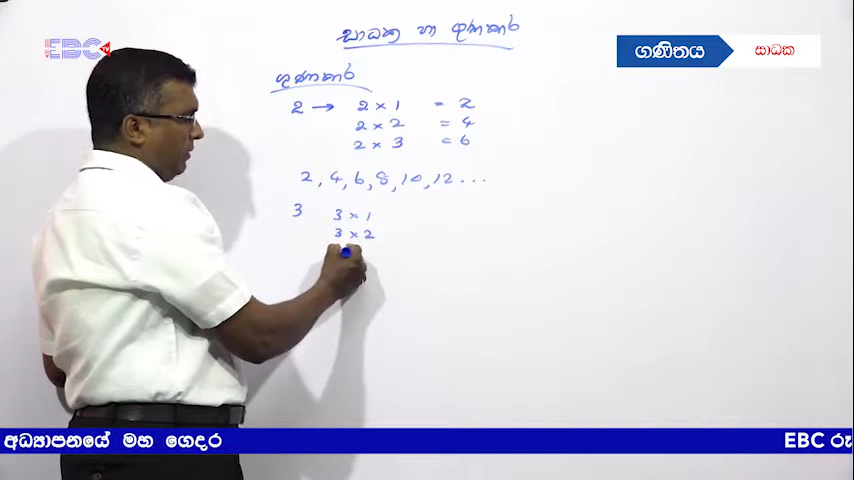 සාධක හා ගුණාකාර
EBC TV
ගණිතය
සාධක
ගුණාකාර
2 → 2 × 1 = 2
2 × 2 = 4
2 × 3 = 6
2, 4, 6, 8, 10, 12 ...
3 3 × 1
3 × 2
අධ්‍යාපනයේ මහ ගෙදර
EBC රූ